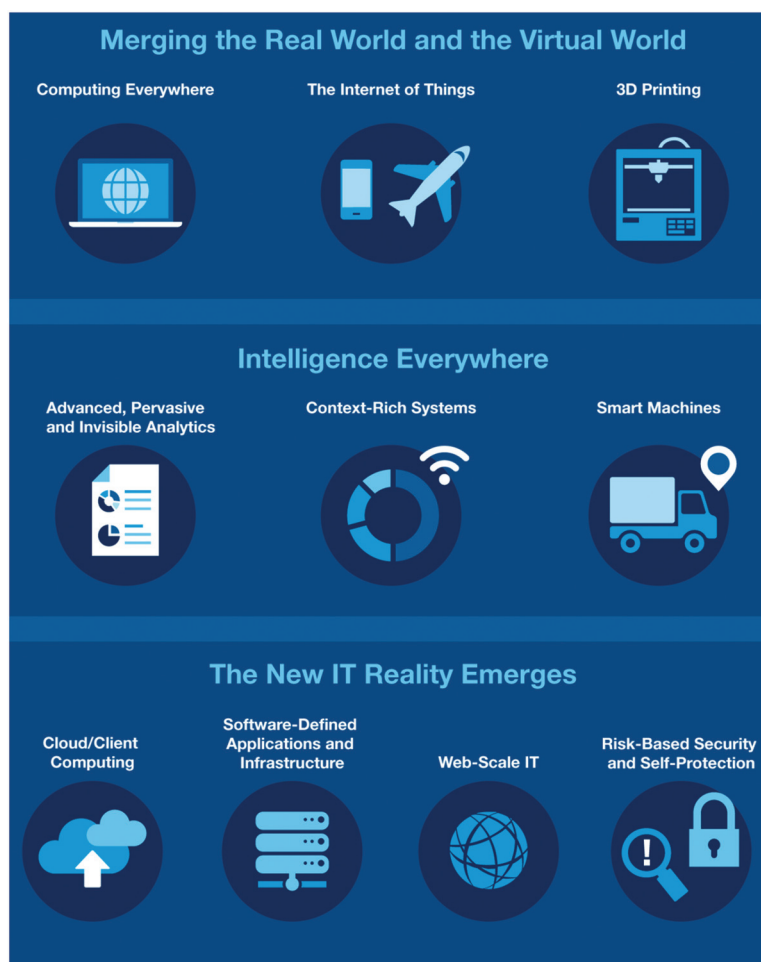 Merging the Real World and the Virtual World
Computing Everywhere
The Internet of Things
3D Printing
Intelligence Everywhere
Advanced, Pervasive
and Invisible Analytics
Context-Rich Systems
Smart Machines
The New IT Reality Emerges
Cloud/Client
Computing
Software-Defined
Applications and
Infrastructure
Web-Scale IT
Risk-Based Security
and Self-Protection
!